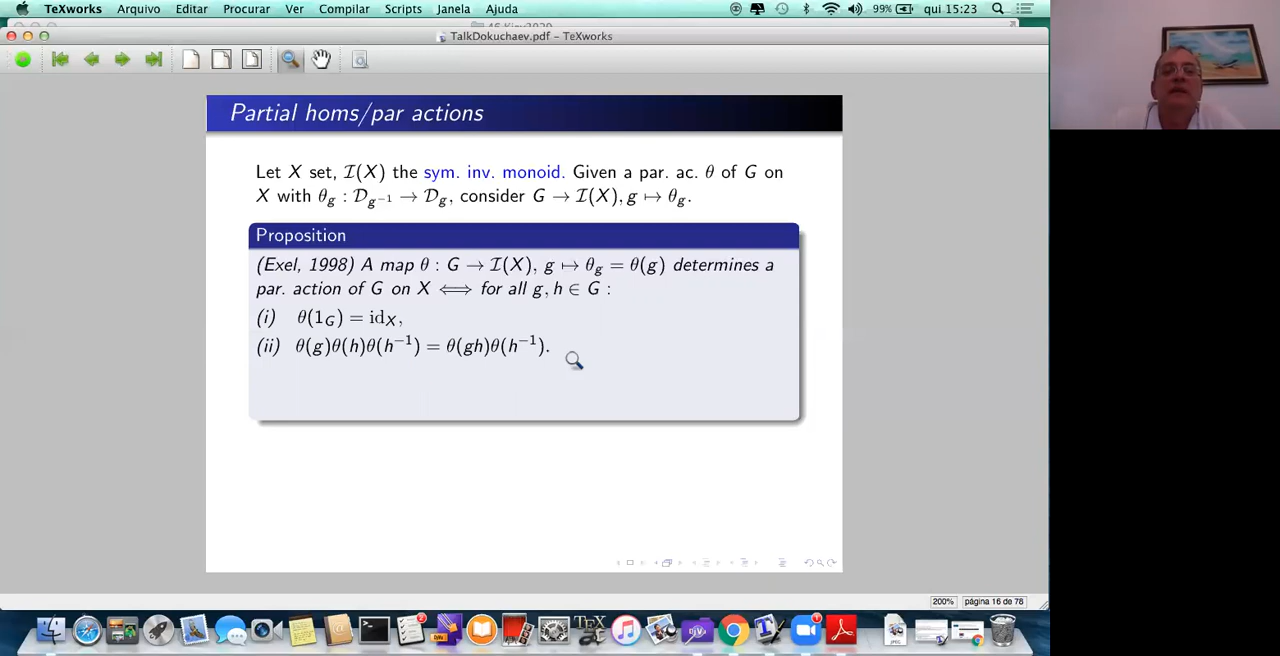 TeXworks Arquivo Editar Procurar Ver Compilar Scripts Janela Ajuda 99% qui 15:23
TalkDokuchaev.pdf - TeXworks
Partial homs/par actions
Let X set, 𝓘(X) the sym. inv. monoid. Given a par. ac. θ of G on
X with θ_g : 𝒟_{g⁻¹} → 𝒟_g, consider G → 𝓘(X), g ↦ θ_g.
Proposition
(Exel, 1998) A map θ : G → 𝓘(X), g ↦ θ_g = θ(g) determines a
par. action of G on X ⟺ for all g, h ∈ G :
(i) θ(1_G) = id_X,
(ii) θ(g)θ(h)θ(h⁻¹) = θ(gh)θ(h⁻¹).
200% página 16 de 78